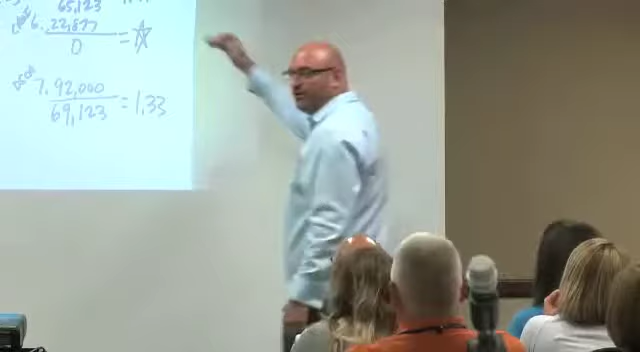 65,123
6. 22,877
0 =
7. 92,000
69,123 = 1.33